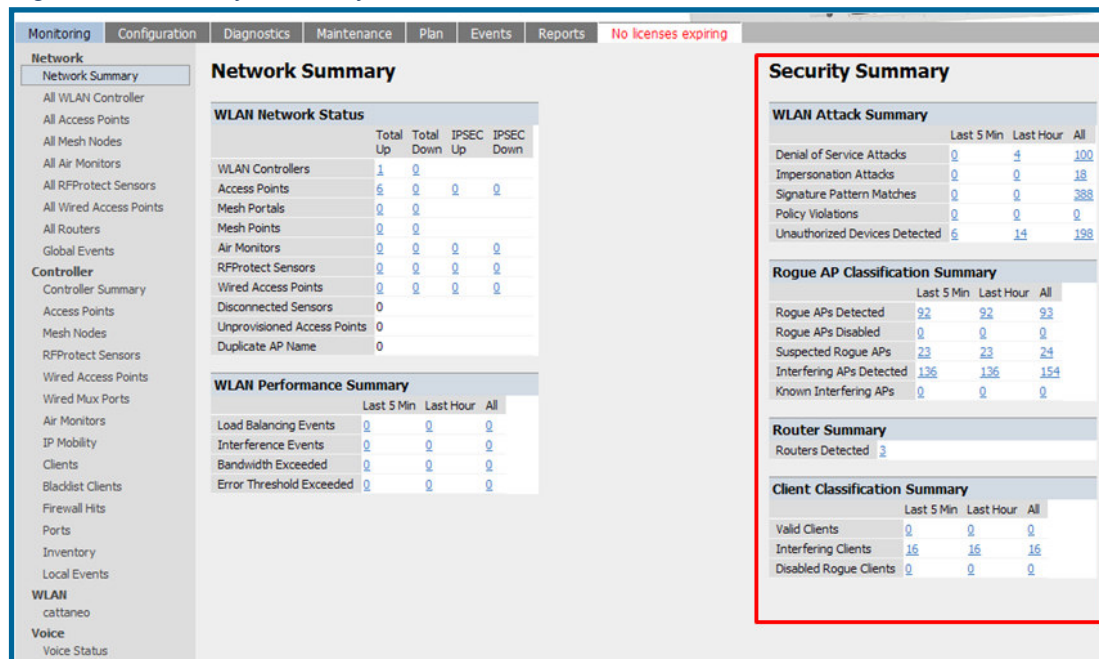 Monitoring Configuration Diagnostics Maintenance Plan Events Reports No licenses expiring
Network
Network Summary
All WLAN Controller
All Access Points
All Mesh Nodes
All Air Monitors
All RFProtect Sensors
All Wired Access Points
All Routers
Global Events
Controller
Controller Summary
Access Points
Mesh Nodes
RFProtect Sensors
Wired Access Points
Wired Mux Ports
Air Monitors
IP Mobility
Clients
Blacklist Clients
Firewall Hits
Ports
Inventory
Local Events
WLAN
cattaneo
Voice
Voice Status
Network Summary
WLAN Network Status
Total Up Total Down IPSEC Up IPSEC Down
WLAN Controllers 1 0
Access Points 6 0 0 0
Mesh Portals 0 0
Mesh Points 0 0
Air Monitors 0 0 0 0
RFProtect Sensors 0 0 0 0
Wired Access Points 0 0 0 0
Disconnected Sensors 0
Unprovisioned Access Points 0
Duplicate AP Name 0
WLAN Performance Summary
Last 5 Min Last Hour All
Load Balancing Events 0 0 0
Interference Events 0 0 0
Bandwidth Exceeded 0 0 0
Error Threshold Exceeded 0 0 0
Security Summary
WLAN Attack Summary
Last 5 Min Last Hour All
Denial of Service Attacks 0 4 100
Impersonation Attacks 0 0 18
Signature Pattern Matches 0 0 388
Policy Violations 0 0 0
Unauthorized Devices Detected 6 14 198
Rogue AP Classification Summary
Last 5 Min Last Hour All
Rogue APs Detected 92 92 93
Rogue APs Disabled 0 0 0
Suspected Rogue APs 23 23 24
Interfering APs Detected 136 136 154
Known Interfering APs 0 0 0
Router Summary
Routers Detected 3
Client Classification Summary
Last 5 Min Last Hour All
Valid Clients 0 0 0
Interfering Clients 16 16 16
Disabled Rogue Clients 0 0 0